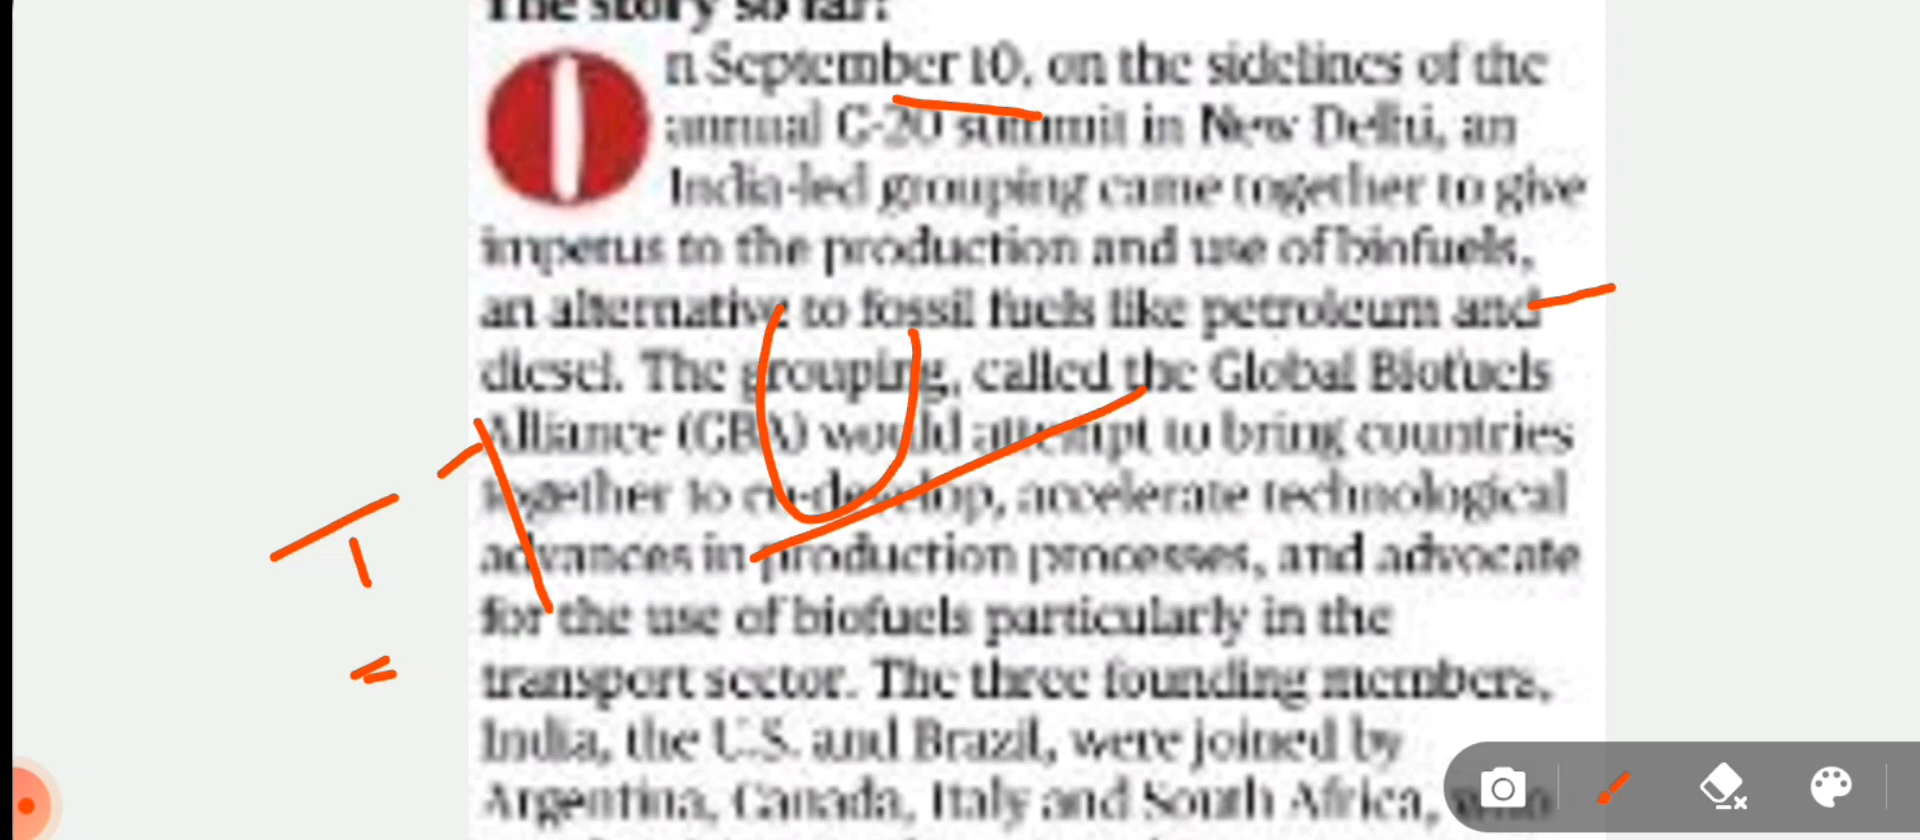 The story so far:
On September 10, on the sidelines of the
annual G-20 summit in New Delhi, an
India-led grouping came together to give
impetus to the production and use of biofuels,
an alternative to fossil fuels like petroleum and
diesel. The grouping, called the Global Biofuels
Alliance (GBA) would attempt to bring countries
together to co-develop, accelerate technological
advances in production processes, and advocate
for the use of biofuels particularly in the
transport sector. The three founding members,
India, the U.S. and Brazil, were joined by
Argentina, Canada, Italy and South Africa, who